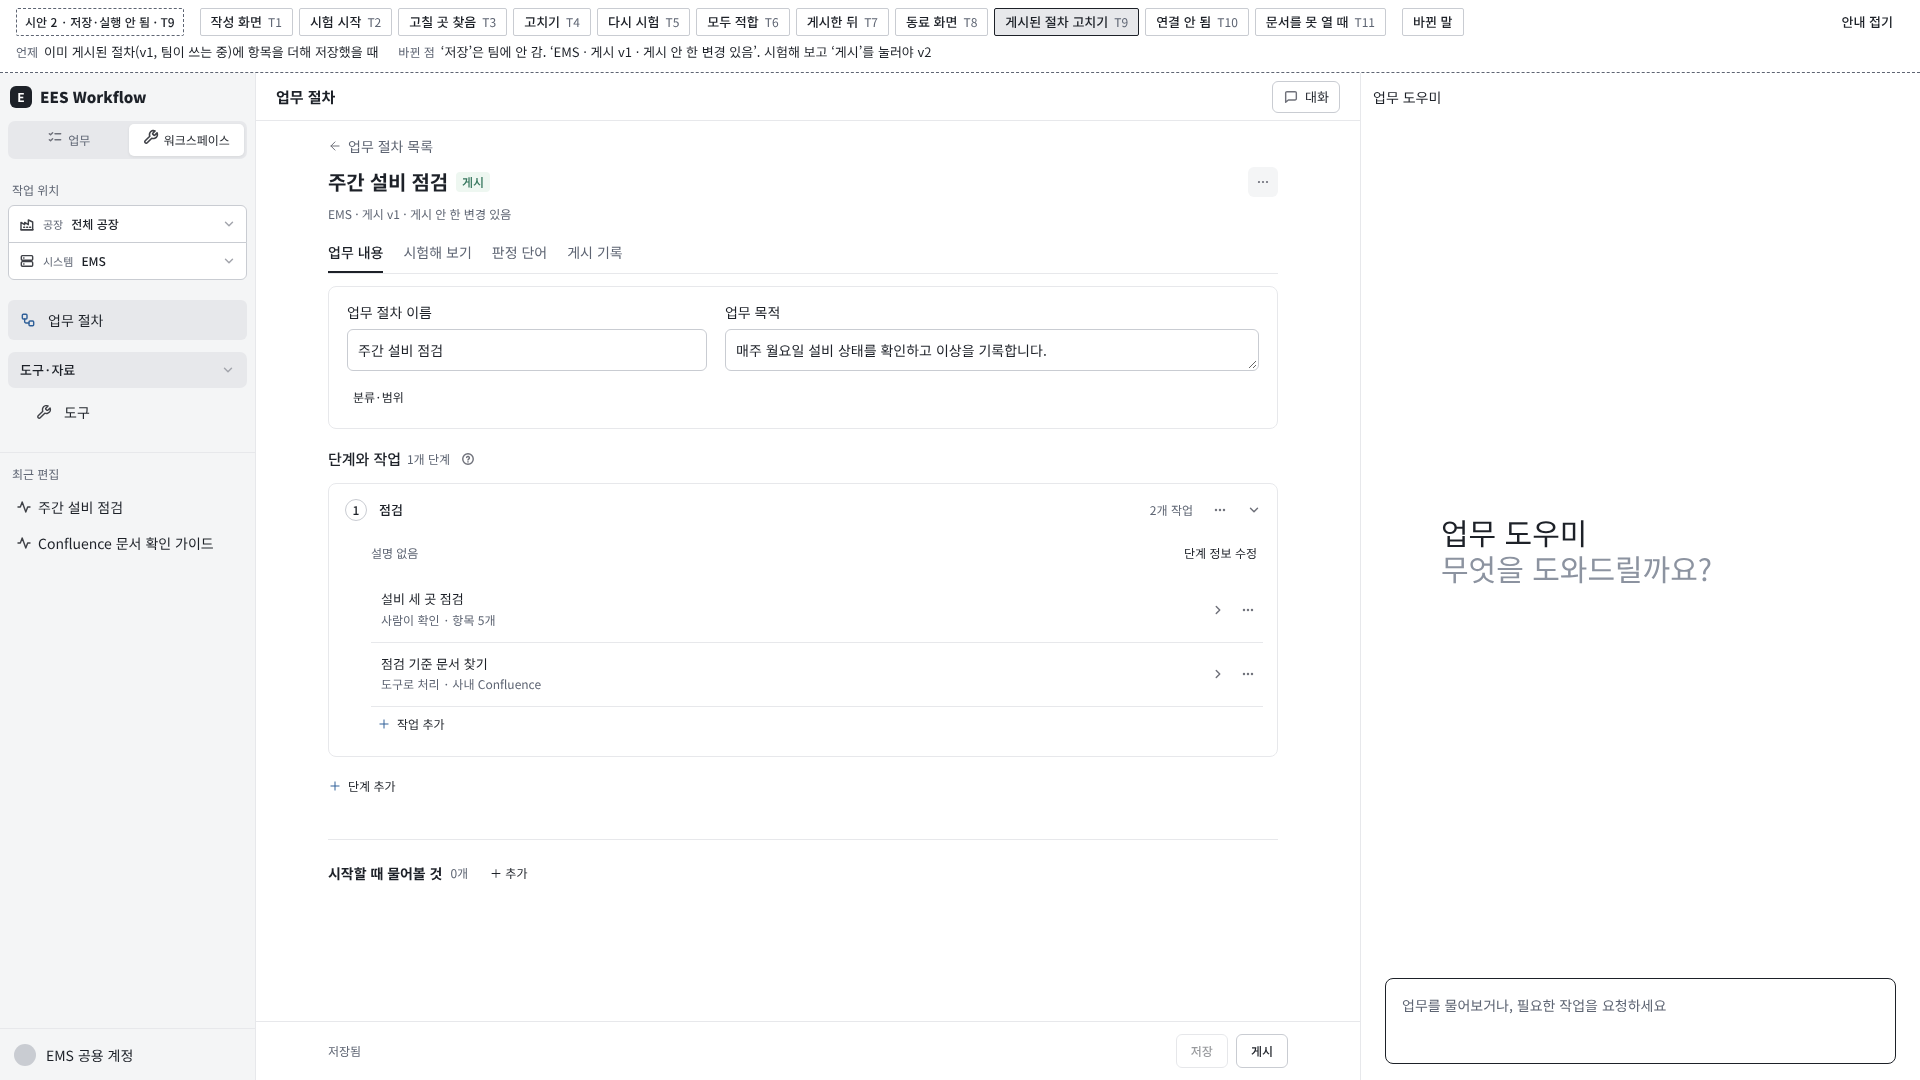 시안 2 · 저장·실행 안 됨 · T9
작성 화면 T1
시험 시작 T2
고칠 곳 찾음 T3
고치기 T4
다시 시험 T5
모두 적합 T6
게시한 뒤 T7
동료 화면 T8
게시된 절차 고치기 T9
연결 안 됨 T10
문서를 못 열 때 T11
바뀐 말
안내 접기
언제 이미 게시된 절차(v1, 팀이 쓰는 중)에 항목을 더해 저장했을 때
바뀐 점 ‘저장’은 팀에 안 감. ‘EMS · 게시 v1 · 게시 안 한 변경 있음’. 시험해 보고 ‘게시’를 눌러야 v2
E EES Workflow
업무
워크스페이스
작업 위치
공장 전체 공장
시스템 EMS
업무 절차
도구·자료
도구
최근 편집
주간 설비 점검
Confluence 문서 확인 가이드
EMS 공용 계정
업무 절차
대화
업무 절차 목록
주간 설비 점검 게시
EMS · 게시 v1 · 게시 안 한 변경 있음
업무 내용
시험해 보기
판정 단어
게시 기록
업무 절차 이름
주간 설비 점검
업무 목적
매주 월요일 설비 상태를 확인하고 이상을 기록합니다.
분류·범위
단계와 작업 1개 단계
1 점검
2개 작업
설명 없음
단계 정보 수정
설비 세 곳 점검
사람이 확인 · 항목 5개
점검 기준 문서 찾기
도구로 처리 · 사내 Confluence
작업 추가
단계 추가
시작할 때 물어볼 것 0개
추가
저장됨
저장
게시
업무 도우미
업무 도우미
무엇을 도와드릴까요?
업무를 물어보거나, 필요한 작업을 요청하세요